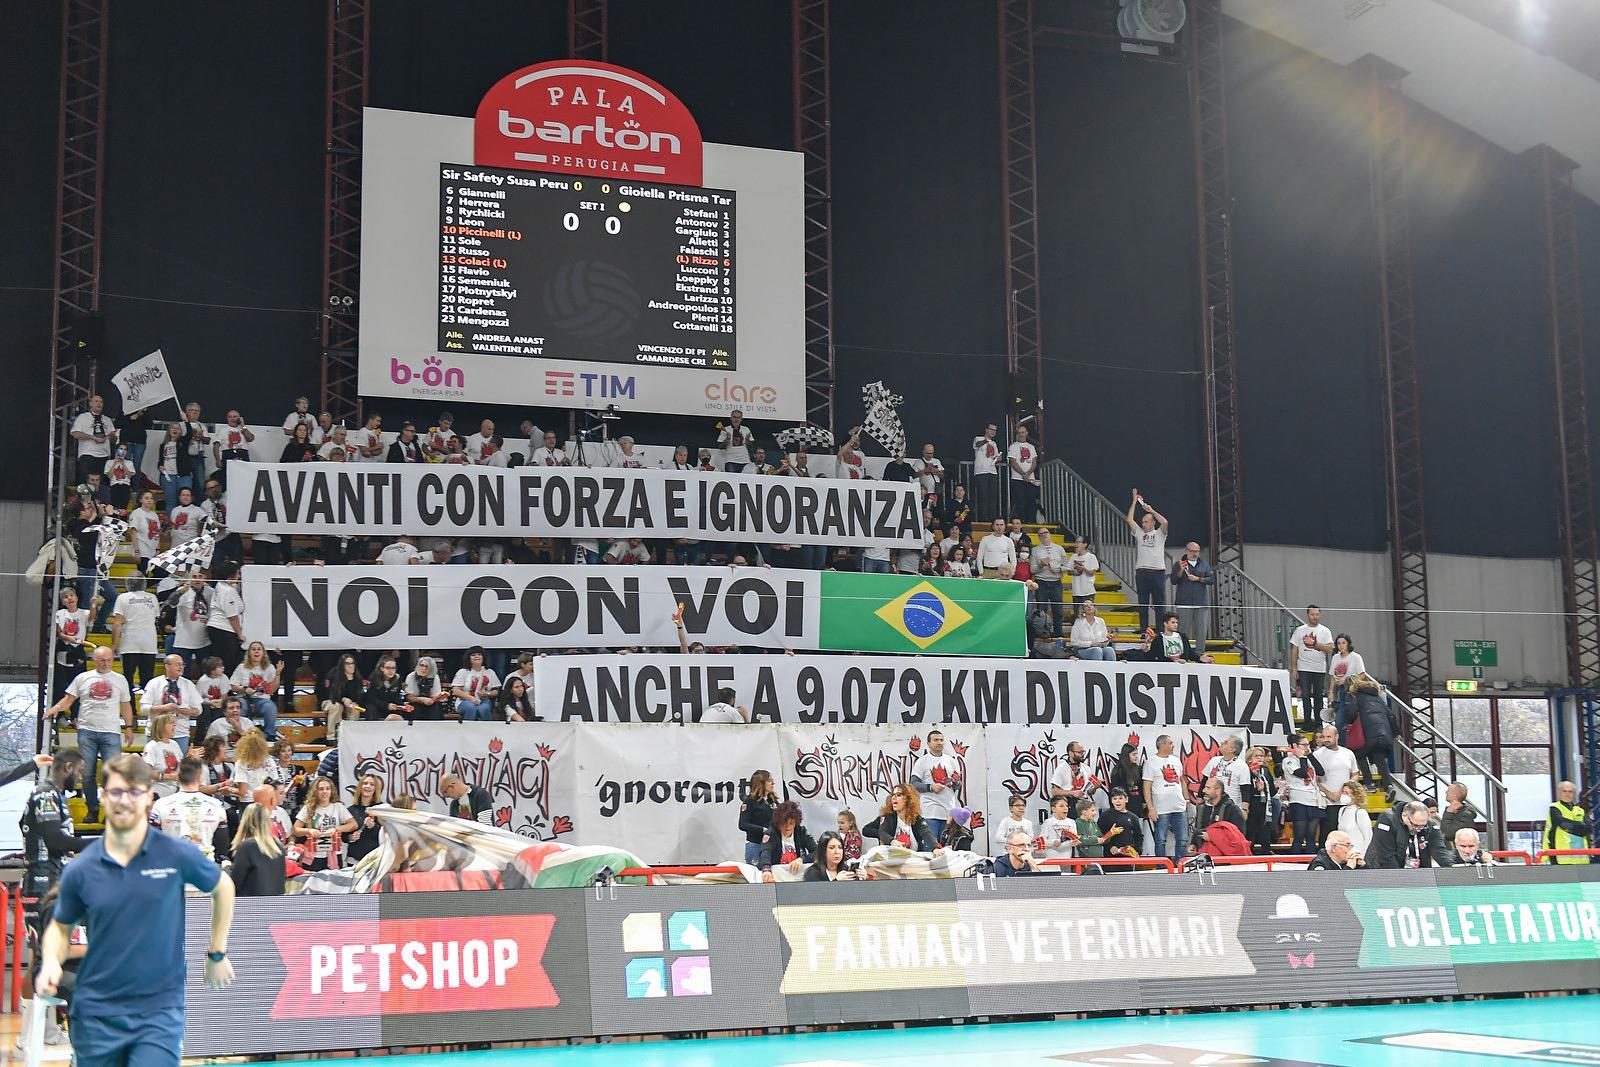 PALA
bartön
PERUGIA
Sir Safety Susa Peru 0 0 Gioiella Prisma Tar
SET 1
0 0
6 Giannelli
7 Herrera
8 Rychlicki
9 Leon
10 Piccinelli (L)
11 Sole
12 Russo
13 Colaci (L)
15 Flavio
16 Semeniuk
17 Plotnytskyi
20 Ropret
21 Cardenas
23 Mengozzi
Alle. ANDREA ANAST
Ass. VALENTINI ANT
Stefani 1
Antonov 2
Gargiulo 3
Alletti 4
Falaschi 5
(L) Rizzo 6
Lucconi 7
Loeppky 8
Ekstrand 9
Larizza 10
Andreopoulos 13
Pierri 14
Cottarelli 18
VINCENZO DI PI Alle.
CAMARDESE CRI Ass.
b-on
ENERGIA PURA
TIM
claro
UNO STILE DI VISTA
AVANTI CON FORZA E IGNORANZA
NOI CON VOI
ANCHE A 9.079 KM DI DISTANZA
USCITA - EXIT
N° 2
SIRMANIACI
'gnorant
SIRMANIACI
PETSHOP
FARMACI VETERINARI
TOELETTATUR